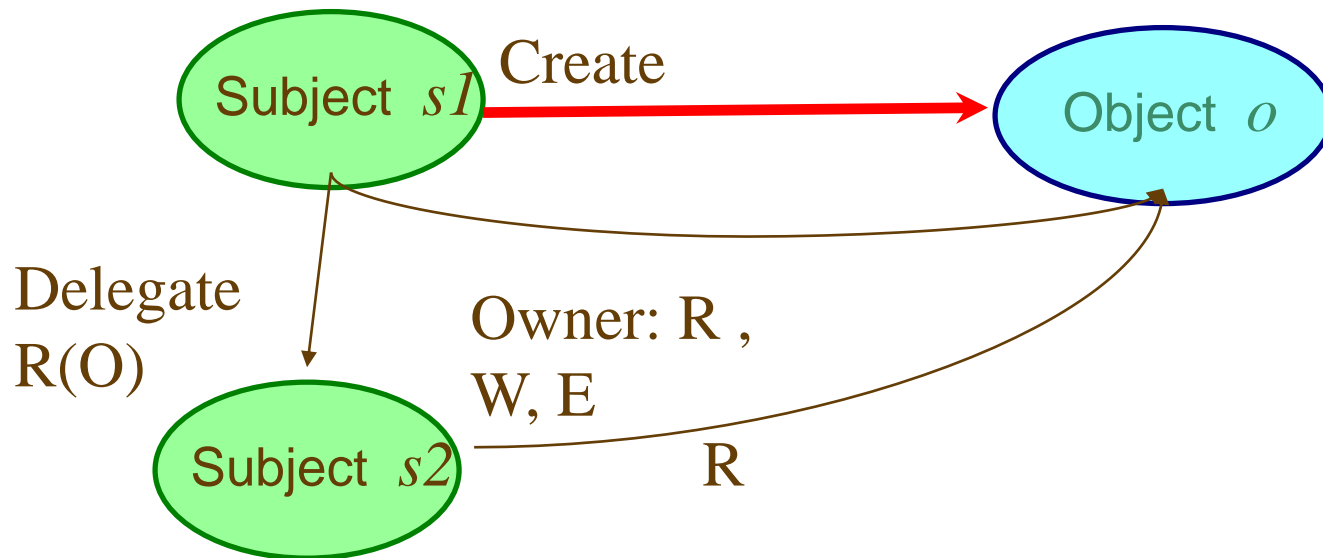 Subject s1
Create
Object o
Delegate
R(O)
Owner: R ,
W, E
Subject s2
R